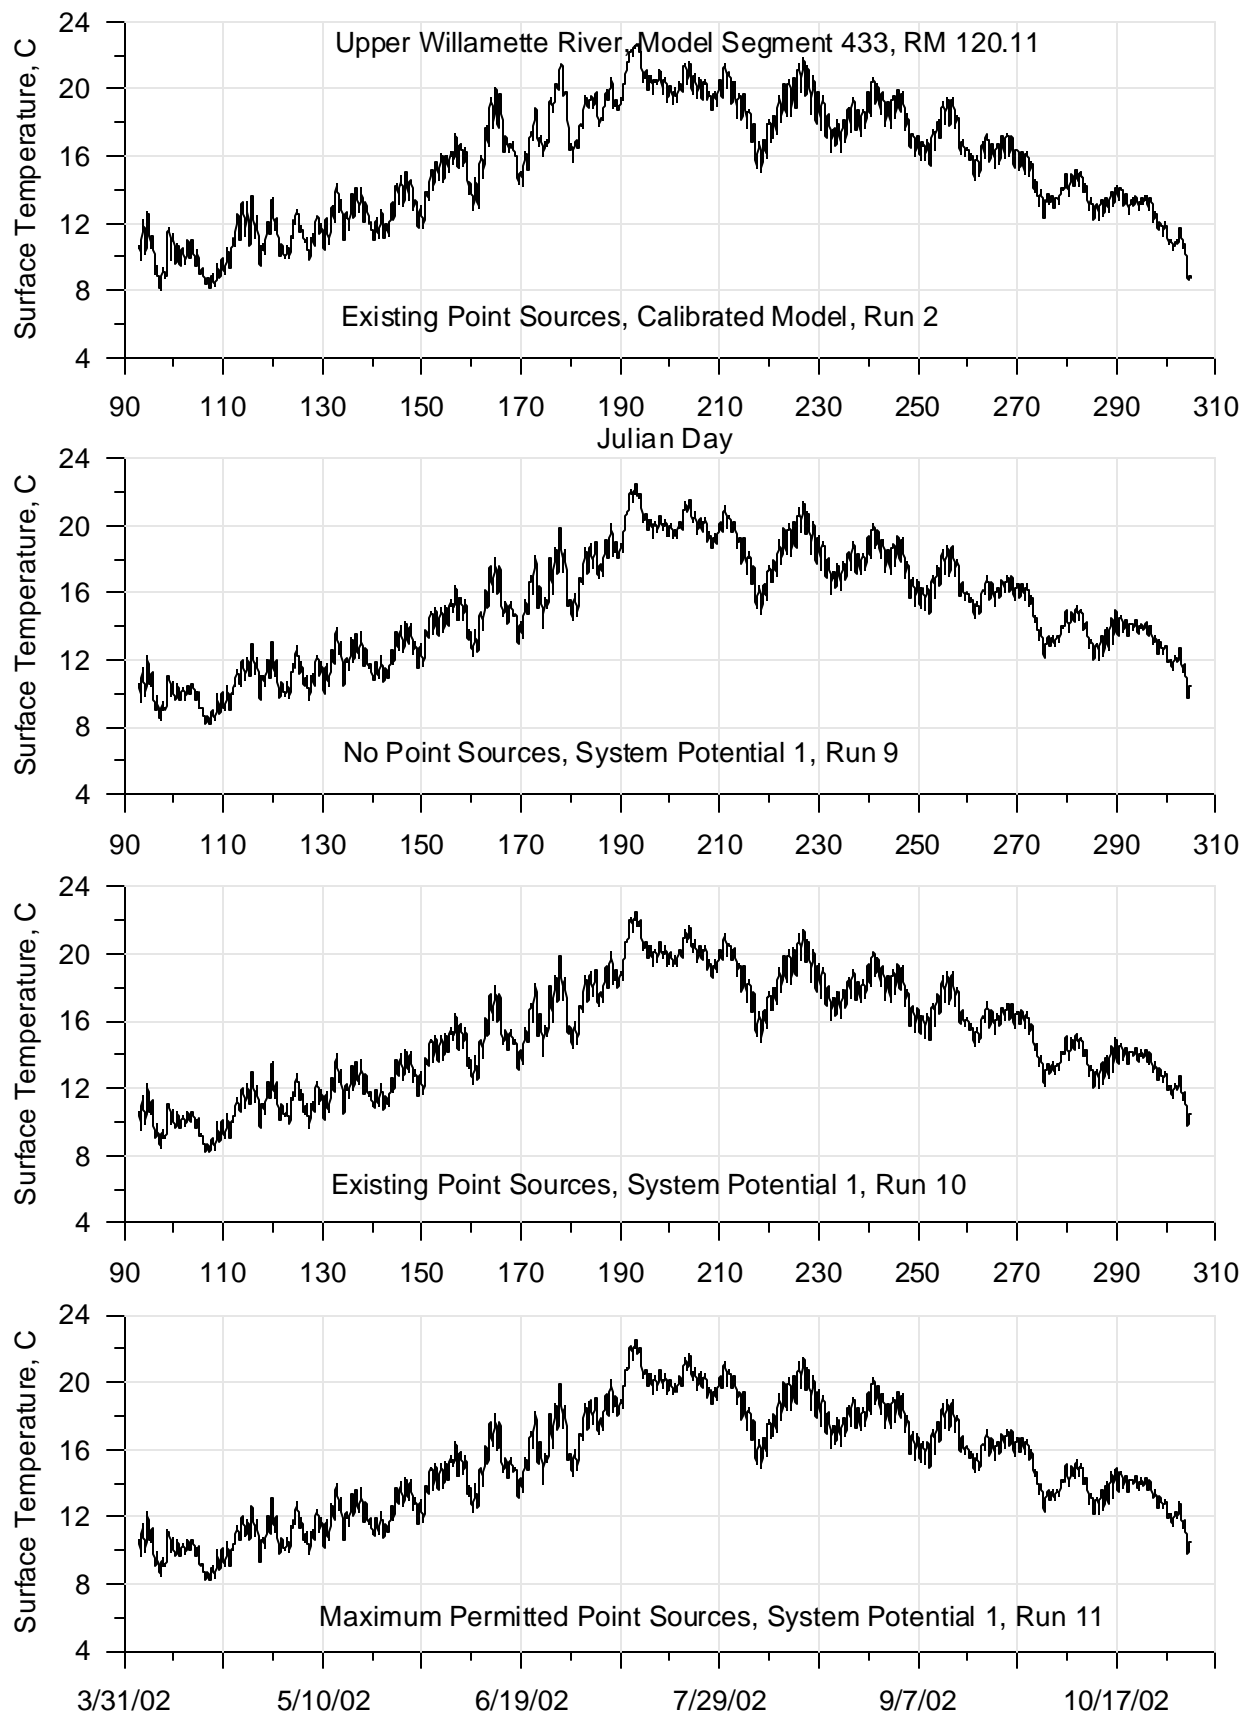 24
Upper Willamette River, Model Segment 433, RM 120.11
20
16
12
8
4
Surface Temperature, C
Existing Point Sources, Calibrated Model, Run 2
90 110 130 150 170 190 210 230 250 270 290 310
Julian Day
24
20
16
12
8
4
Surface Temperature, C
No Point Sources, System Potential 1, Run 9
90 110 130 150 170 190 210 230 250 270 290 310
24
20
16
12
8
4
Surface Temperature, C
Existing Point Sources, System Potential 1, Run 10
90 110 130 150 170 190 210 230 250 270 290 310
24
20
16
12
8
4
Surface Temperature, C
Maximum Permitted Point Sources, System Potential 1, Run 11
3/31/02 5/10/02 6/19/02 7/29/02 9/7/02 10/17/02